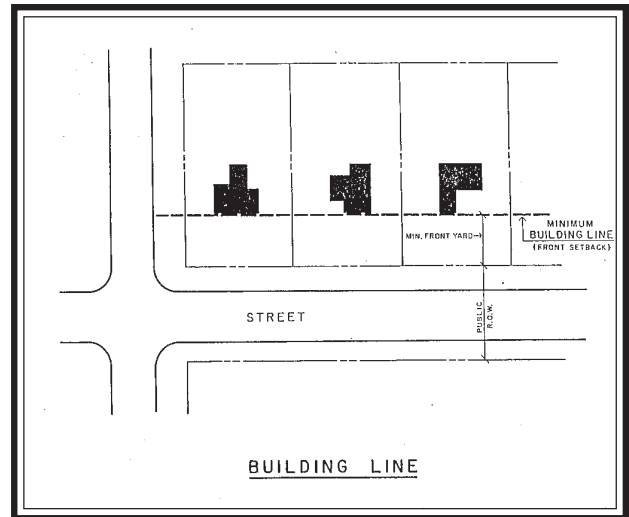 MINIMUM
BUILDING LINE
(FRONT SETBACK)
MIN. FRONT YARD
STREET
PUBLIC
R.O.W.
BUILDING LINE